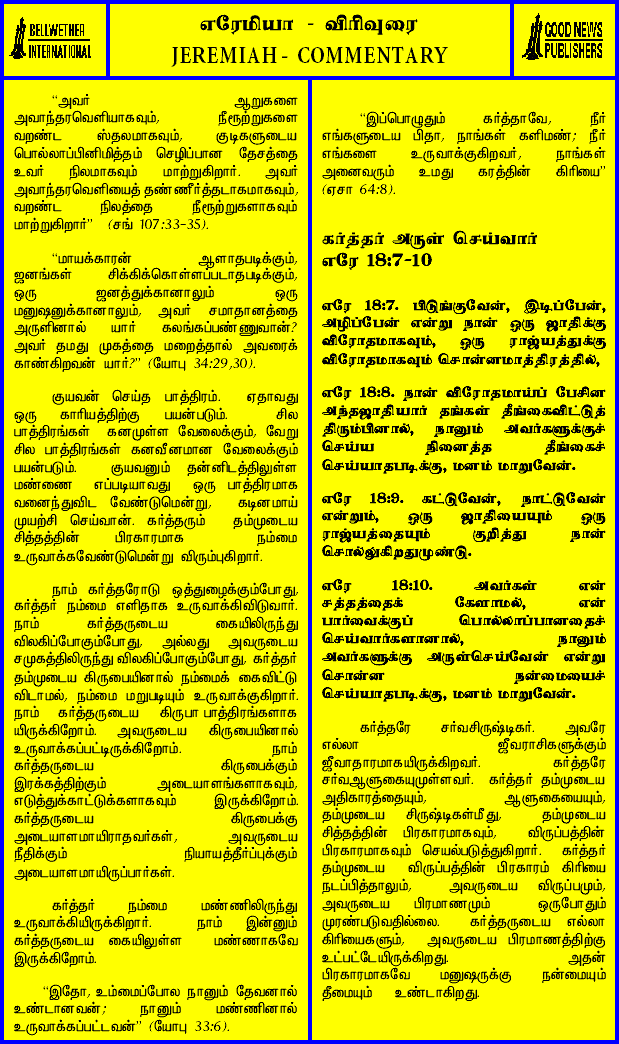 BELLWETHER
INTERNATIONAL
எரேமியா - விரிவுரை
JEREMIAH - COMMENTARY
GOOD NEWS
PUBLISHERS
“அவர் ஆறுகளை
அவாந்தரவெளியாகவும், நீரூற்றுகளை
வறண்ட ஸ்தலமாகவும், குடிகளுடைய
பொல்லாப்பினிமித்தம் செழிப்பான தேசத்தை
உவர் நிலமாகவும் மாற்றுகிறார். அவர்
அவாந்தரவெளியைத் தண்ணீர்த்தடாகமாகவும்,
வறண்ட நிலத்தை நீரூற்றுகளாகவும்
மாற்றுகிறார்” (சங் 107:33-35).
“மாயக்காரன் ஆளாதபடிக்கும்,
ஜனங்கள் சிக்கிக்கொள்ளப்படாதபடிக்கும்,
ஒரு ஜனத்துக்கானாலும் ஒரு
மனுஷனுக்கானாலும், அவர் சமாதானத்தை
அருளினால் யார் கலங்கப்பண்ணுவான்?
அவர் தமது முகத்தை மறைத்தால் அவரைக்
காண்கிறவன் யார்?” (யோபு 34:29,30).
குயவன் செய்த பாத்திரம். ஏதாவது
ஒரு காரியத்திற்கு பயன்படும். சில
பாத்திரங்கள் கனமுள்ள வேலைக்கும், வேறு
சில பாத்திரங்கள் கனவீனமான வேலைக்கும்
பயன்படும். குயவனும் தன்னிடத்திலுள்ள
மண்ணை எப்படியாவது ஒரு பாத்திரமாக
வனைந்துவிட வேண்டுமென்று, கடினமாய்
முயற்சி செய்வான். கர்த்தரும் தம்முடைய
சித்தத்தின் பிரகாரமாக நம்மை
உருவாக்கவேண்டுமென்று விரும்புகிறார்.
நாம் கர்த்தரோடு ஒத்துழைக்கும்போது,
கர்த்தர் நம்மை எளிதாக உருவாக்கிவிடுவார்.
நாம் கர்த்தருடைய கையிலிருந்து
விலகிப்போகும்போது, அல்லது அவருடைய
சமுகத்திலிருந்து விலகிப்போகும்போது, கர்த்தர்
தம்முடைய கிருபையினால் நம்மைக் கைவிட்டு
விடாமல், நம்மை மறுபடியும் உருவாக்குகிறார்.
நாம் கர்த்தருடைய கிருபா பாத்திரங்களாக
யிருக்கிறோம். அவருடைய கிருபையினால்
உருவாக்கப்பட்டிருக்கிறோம். நாம்
கர்த்தருடைய கிருபைக்கும்
இரக்கத்திற்கும் அடையாளங்களாகவும்,
எடுத்துக்காட்டுக்களாகவும் இருக்கிறோம்.
கர்த்தருடைய கிருபைக்கு
அடையாளமாயிராதவர்கள், அவருடைய
நீதிக்கும் நியாயத்தீர்ப்புக்கும்
அடையாளமாயிருப்பார்கள்.
கர்த்தர் நம்மை மண்ணிலிருந்து
உருவாக்கியிருக்கிறார். நாம் இன்னும்
கர்த்தருடைய கையிலுள்ள மண்ணாகவே
இருக்கிறோம்.
“இதோ, உம்மைப்போல நானும் தேவனால்
உண்டானவன்; நானும் மண்ணினால்
உருவாக்கப்பட்டவன்” (யோபு 33:6).
“இப்பொழுதும் கர்த்தாவே, நீர்
எங்களுடைய பிதா, நாங்கள் களிமண்; நீர்
எங்களை உருவாக்குகிறவர், நாங்கள்
அனைவரும் உமது கரத்தின் கிரியை”
(ஏசா 64:8).
கர்த்தர் அருள் செய்வார்
எரே 18:7-10
எரே 18:7. பிடுங்குவேன், இடிப்பேன்,
அழிப்பேன் என்று நான் ஒரு ஜாதிக்கு
விரோதமாகவும், ஒரு ராஜ்யத்துக்கு
விரோதமாகவும் சொன்னமாத்திரத்தில்,
எரே 18:8. நான் விரோதமாய்ப் பேசின
அந்தஜாதியார் தங்கள் தீங்கைவிட்டுத்
திரும்பினால், நானும் அவர்களுக்குச்
செய்ய நினைத்த தீங்கைச்
செய்யாதபடிக்கு, மனம் மாறுவேன்.
எரே 18:9. கட்டுவேன், நாட்டுவேன்
என்றும், ஒரு ஜாதியையும் ஒரு
ராஜ்யத்தையும் குறித்து நான்
சொல்லுகிறதுமுண்டு.
எரே 18:10. அவர்கள் என்
சத்தத்தைக் கேளாமல், என்
பார்வைக்குப் பொல்லாப்பானதைச்
செய்வார்களானால், நானும்
அவர்களுக்கு அருள்செய்வேன் என்று
சொன்ன நன்மையைச்
செய்யாதபடிக்கு, மனம் மாறுவேன்.
கர்த்தரே சர்வசிருஷ்டிகர். அவரே
எல்லா ஜீவராசிகளுக்கும்
ஜீவாதாரமாகயிருக்கிறவர். கர்த்தரே
சர்வஆளுகையுமுள்ளவர். கர்த்தர் தம்முடைய
அதிகாரத்தையும், ஆளுகையையும்,
தம்முடைய சிருஷ்டிகள்மீது, தம்முடைய
சித்தத்தின் பிரகாரமாகவும், விருப்பத்தின்
பிரகாரமாகவும் செயல்படுத்துகிறார். கர்த்தர்
தம்முடைய விருப்பத்தின் பிரகாரம் கிரியை
நடப்பித்தாலும், அவருடைய விருப்பமும்,
அவருடைய பிரமாணமும் ஒருபோதும்
முரண்படுவதில்லை. கர்த்தருடைய எல்லா
கிரியைகளும், அவருடைய பிரமாணத்திற்கு
உட்பட்டேயிருக்கிறது. அதன்
பிரகாரமாகவே மனுஷருக்கு நன்மையும்
தீமையும் உண்டாகிறது.